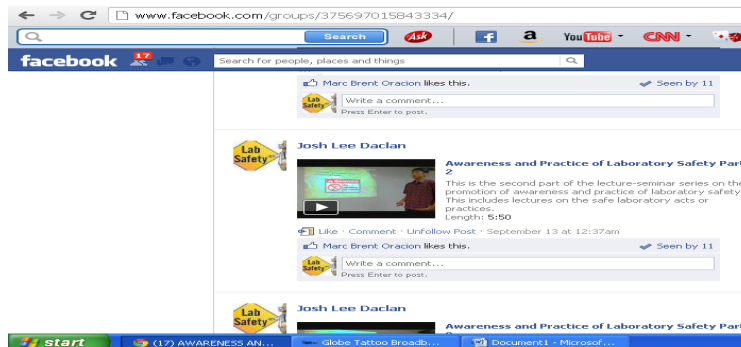 www.facebook.com/groups/375697015843334/
Search
Ask
a
YouTube
CNN
facebook
17
Search for people, places and things
Marc Brent Oracion likes this.
Seen by 11
Lab Safety
Write a comment...
Press Enter to post.
Lab
Safety
Josh Lee Daclan
Awareness and Practice of Laboratory Safety Part
2
This is the second part of the lecture-seminar series on the
promotion of awareness and practice of laboratory safety
This includes lectures on the safe laboratory acts or
practices.
Length: 5:50
Like · Comment · Unfollow Post · September 13 at 12:37am
Marc Brent Oracion likes this.
Seen by 11
Lab Safety
Write a comment...
Press Enter to post.
Lab
Safety
Josh Lee Daclan
Awareness and Practice of Laboratory Safety Part
start
(17) AWARENESS AN...
Globe Tattoo Broadb...
Document1 - Microsof...